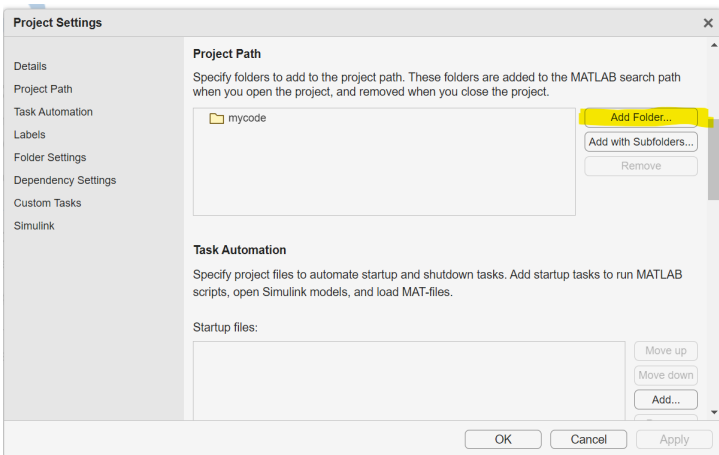 Project Settings
Details
Project Path
Task Automation
Labels
Folder Settings
Dependency Settings
Custom Tasks
Simulink
Project Path
Specify folders to add to the project path. These folders are added to the MATLAB search path
when you open the project, and removed when you close the project.
mycode
Add Folder...
Add with Subfolders...
Remove
Task Automation
Specify project files to automate startup and shutdown tasks. Add startup tasks to run MATLAB
scripts, open Simulink models, and load MAT-files.
Startup files:
Move up
Move down
Add...
OK
Cancel
Apply